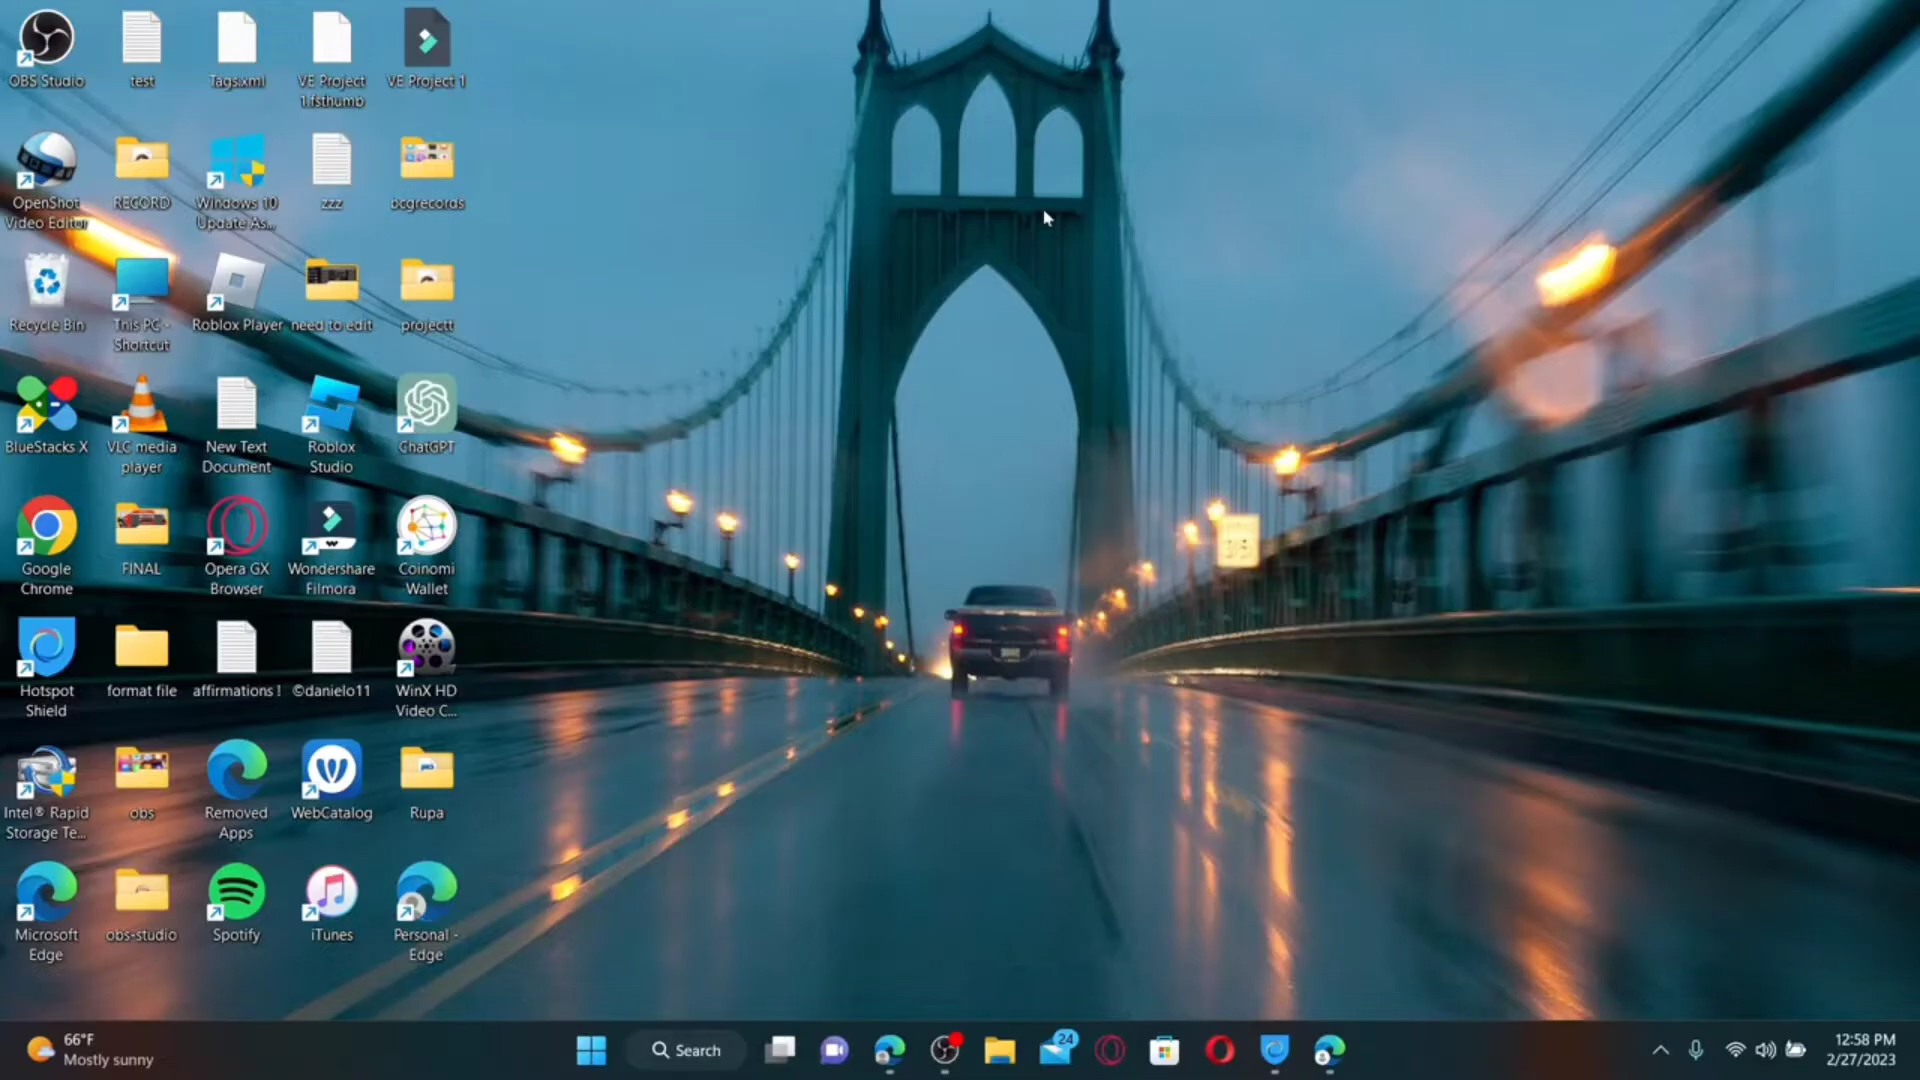 OBS Studio
test
Tags.xml
VE Project
1.fsthumb
VE Project 1
OpenShot
Video Editor
RECORD
Windows 10
Update As...
zzz
bcgrecords
Recycle Bin
This PC -
Shortcut
Roblox Player
need to edit
projectt
BlueStacks X
VLC media
player
New Text
Document
Roblox
Studio
ChatGPT
Google
Chrome
FINAL
Opera GX
Browser
Wondershare
Filmora
Coinomi
Wallet
Hotspot
Shield
format file
affirmations !
©danielo11
WinX HD
Video C...
Intel® Rapid
Storage Te...
obs
Removed
Apps
WebCatalog
Rupa
Microsoft
Edge
obs-studio
Spotify
iTunes
Personal -
Edge
66°F
Mostly sunny
Search
24
12:58 PM
2/27/2023